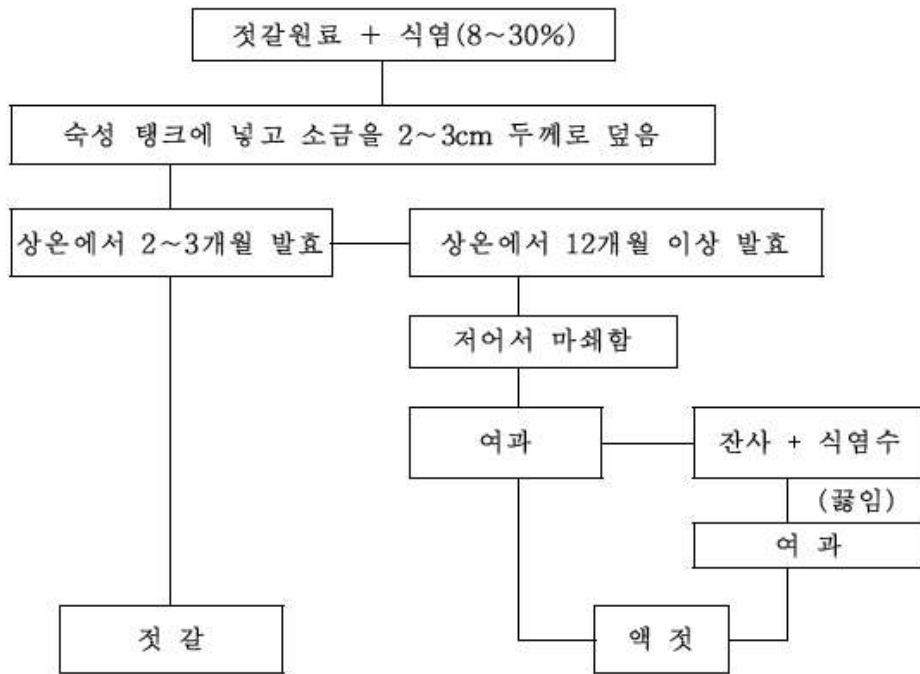 젓갈원료 + 식염(8~30%)
숙성 탱크에 넣고 소금을 2~3cm 두께로 덮음
상온에서 2~3개월 발효
상온에서 12개월 이상 발효
저어서 마쇄함
여과
잔사 + 식염수
(끓임)
여 과
젓 갈
액 젓